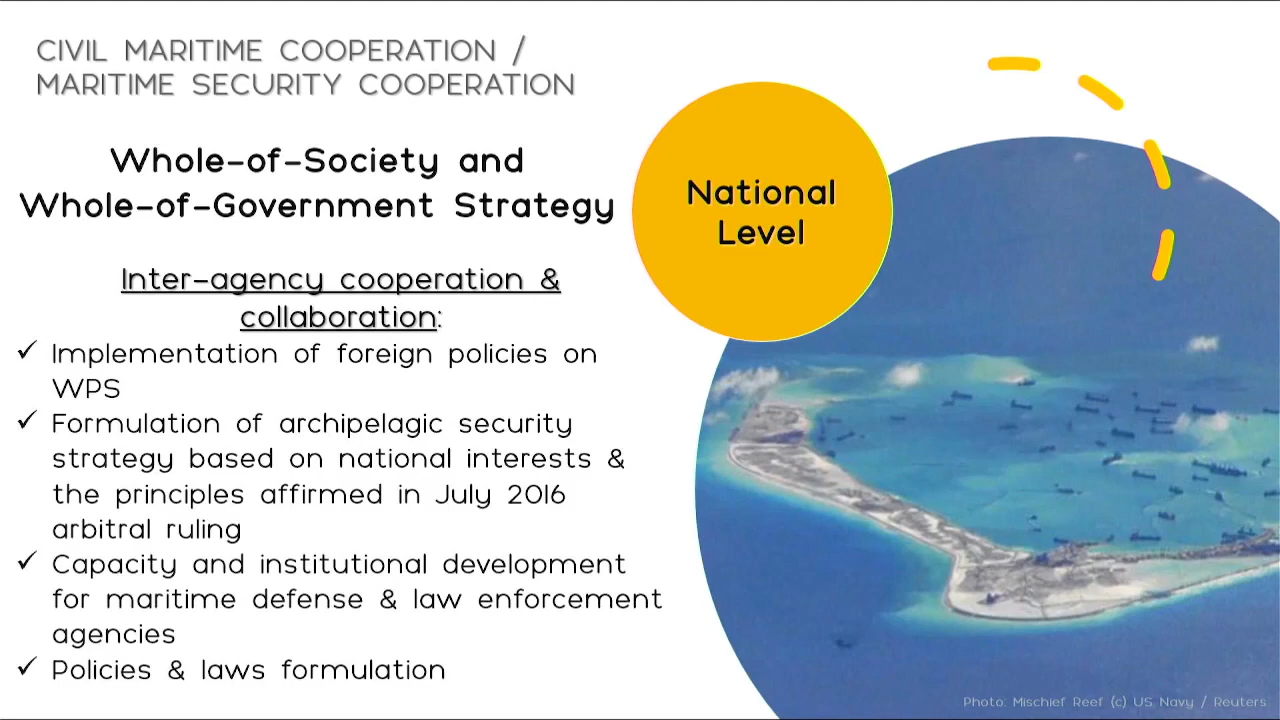 CIVIL MARITIME COOPERATION /
MARITIME SECURITY COOPERATION
Whole-of-Society and
Whole-of-Government Strategy
National
Level
Inter-agency cooperation &
collaboration:
✓ Implementation of foreign policies on
WPS
✓ Formulation of archipelagic security
strategy based on national interests &
the principles affirmed in July 2016
arbitral ruling
✓ Capacity and institutional development
for maritime defense & law enforcement
agencies
✓ Policies & laws formulation
Photo: Mischief Reef (c) US Navy / Reuters